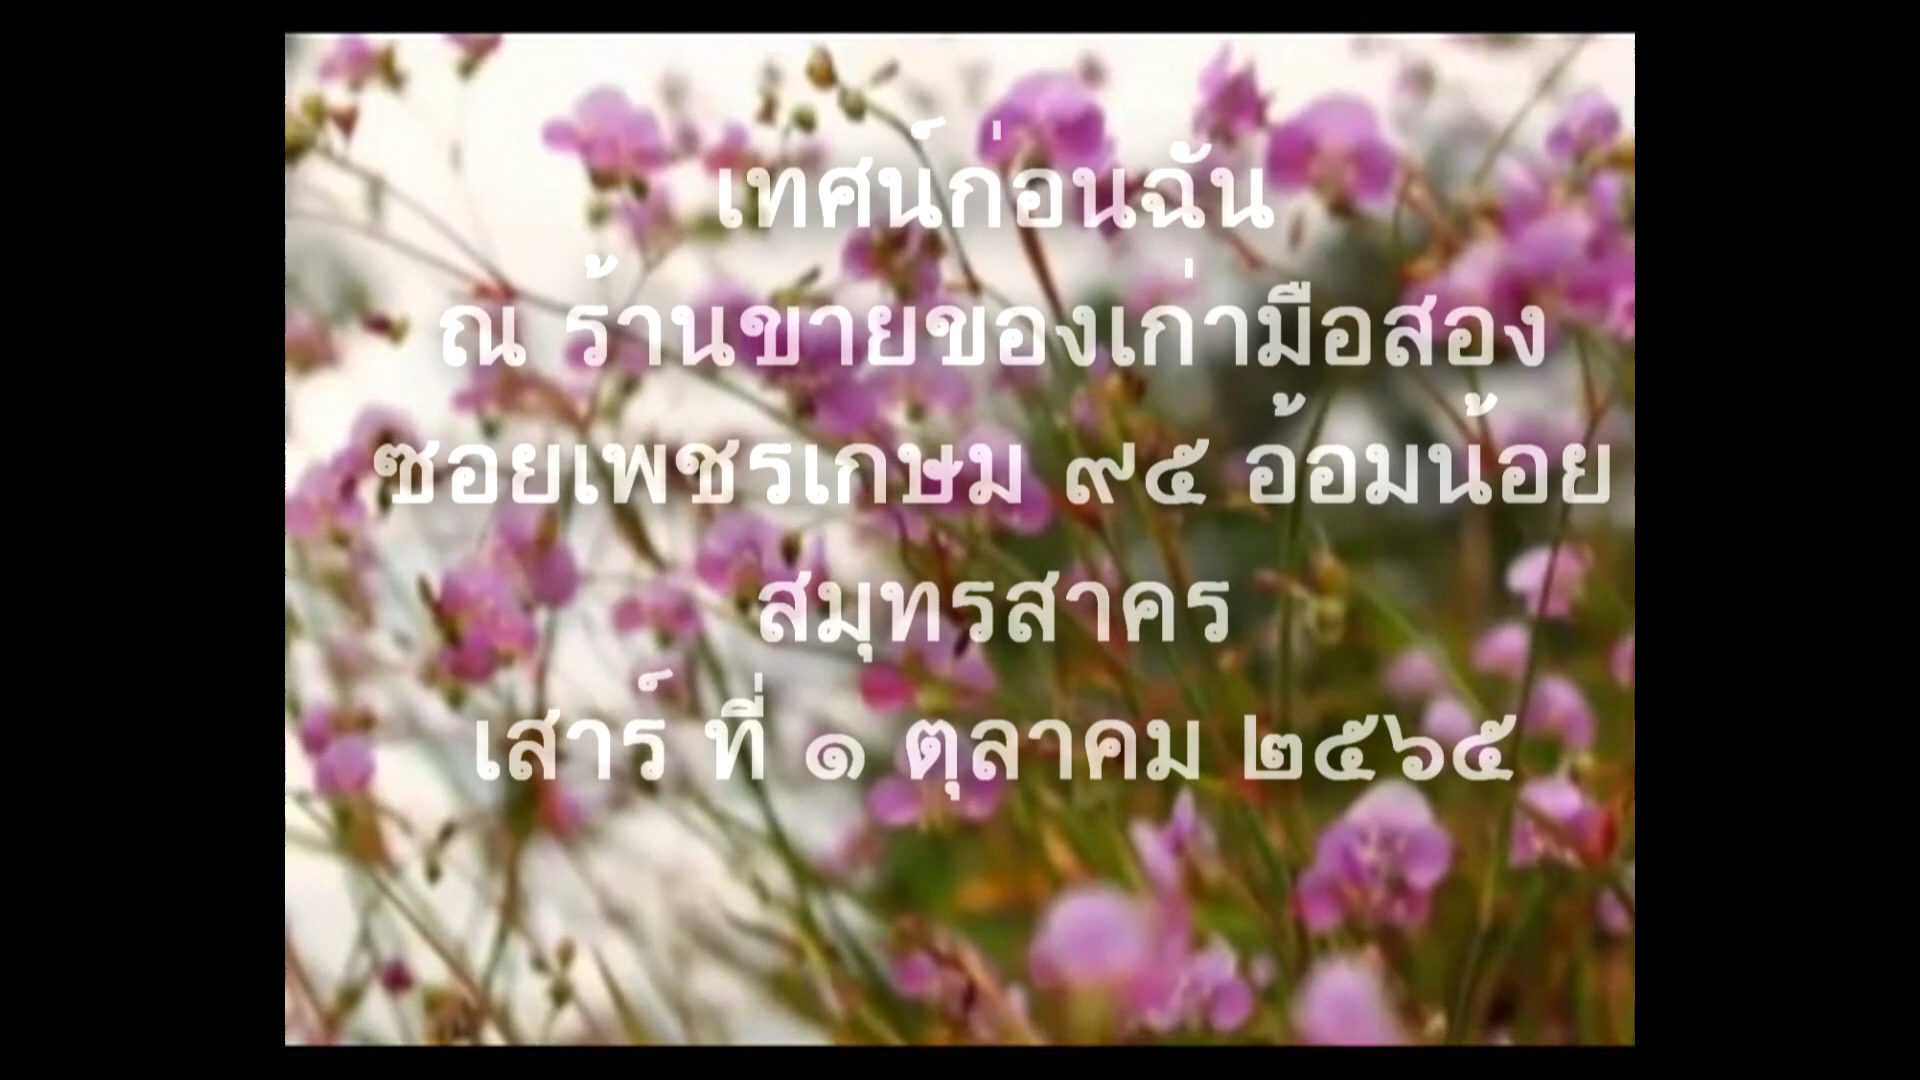 เทศน์ก่อนฉัน
ณ ร้านขายของเก่ามือสอง
ซอยเพชรเกษม ๙๕ อ้อมน้อย
สมุทรสาคร
เสาร์ ที่ ๑ ตุลาคม ๒๕๖๕